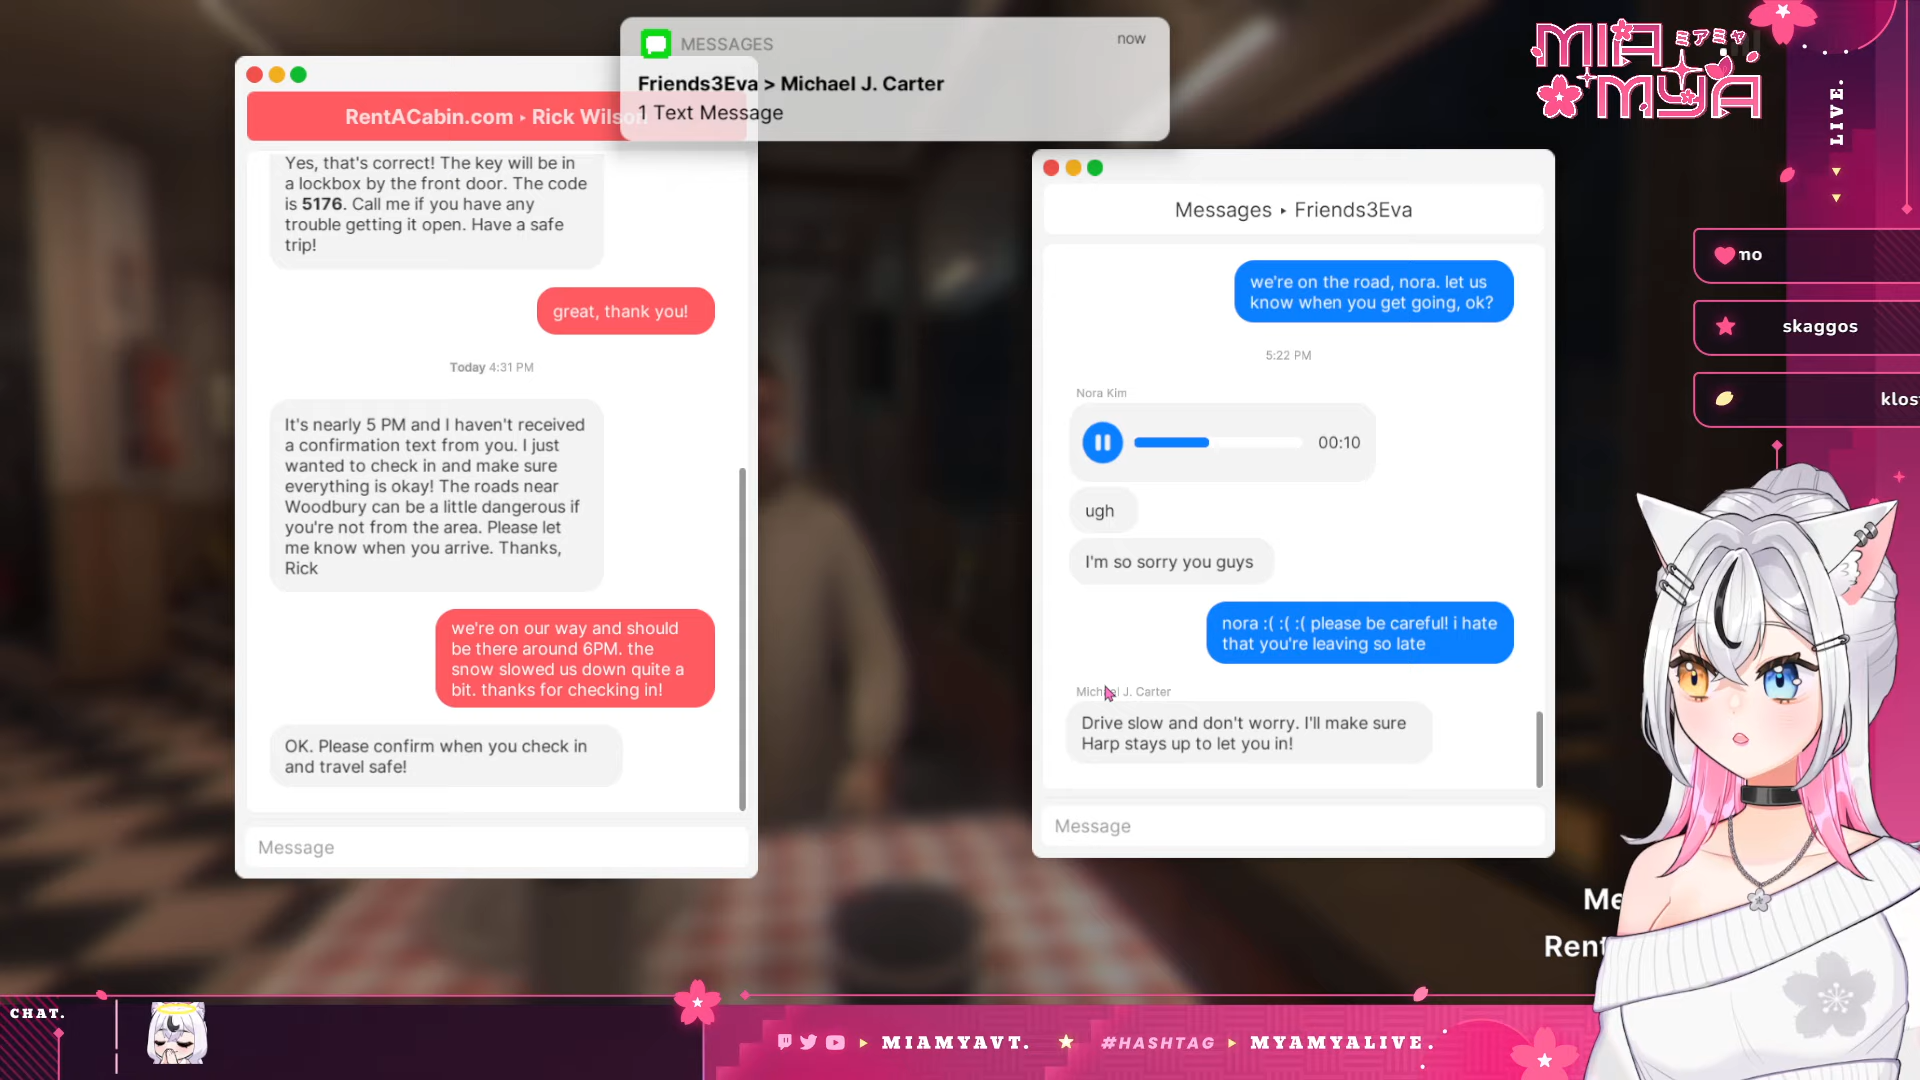 MESSAGES
now
Friends3Eva > Michael J. Carter
1 Text Message
RentACabin.com ‣ Rick Wilson
Yes, that's correct! The key will be in
a lockbox by the front door. The code
is 5176. Call me if you have any
trouble getting it open. Have a safe
trip!
great, thank you!
Today 4:31 PM
It's nearly 5 PM and I haven't received
a confirmation text from you. I just
wanted to check in and make sure
everything is okay! The roads near
Woodbury can be a little dangerous if
you're not from the area. Please let
me know when you arrive. Thanks,
Rick
we're on our way and should
be there around 6PM. the
snow slowed us down quite a
bit. thanks for checking in!
OK. Please confirm when you check in
and travel safe!
Message
Messages ‣ Friends3Eva
we're on the road, nora. let us
know when you get going, ok?
5:22 PM
Nora Kim
00:10
ugh
I'm so sorry you guys
nora :( :( :( please be careful! i hate
that you're leaving so late
Michael J. Carter
Drive slow and don't worry. I'll make sure
Harp stays up to let you in!
Message
MIA ミアミャ
MYA
LIVE.
no
skaggos
klos
Me
Rent
CHAT.
MIAMYAVT.
#HASHTAG
MYAMYALIVE.